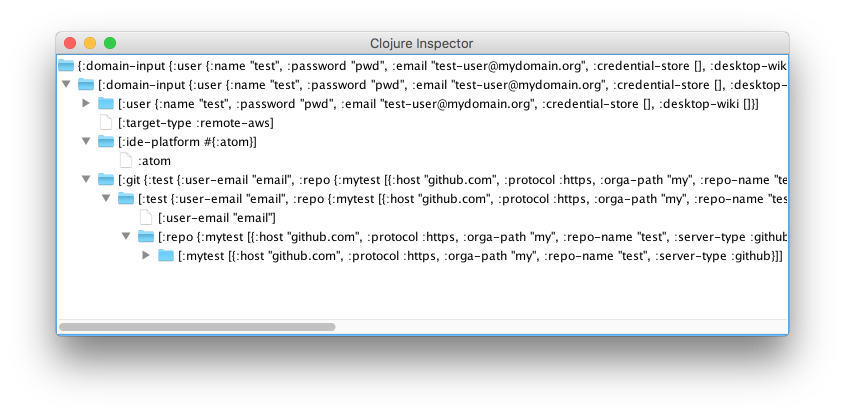 Clojure Inspector
{:domain-input {:user {:name "test", :password "pwd", :email "test-user@mydomain.org", :credential-store [], :desktop-wik
[:domain-input {:user {:name "test", :password "pwd", :email "test-user@mydomain.org", :credential-store [], :desktop-
[:user {:name "test", :password "pwd", :email "test-user@mydomain.org", :credential-store [], :desktop-wiki []}]
[:target-type :remote-aws]
[:ide-platform #{:atom}]
:atom
[:git {:test {:user-email "email", :repo {:mytest [{:host "github.com", :protocol :https, :orga-path "my", :repo-name "te
[:test {:user-email "email", :repo {:mytest [{:host "github.com", :protocol :https, :orga-path "my", :repo-name "tes
[:user-email "email"]
[:repo {:mytest [{:host "github.com", :protocol :https, :orga-path "my", :repo-name "test", :server-type :github
[:mytest [{:host "github.com", :protocol :https, :orga-path "my", :repo-name "test", :server-type :github}]]